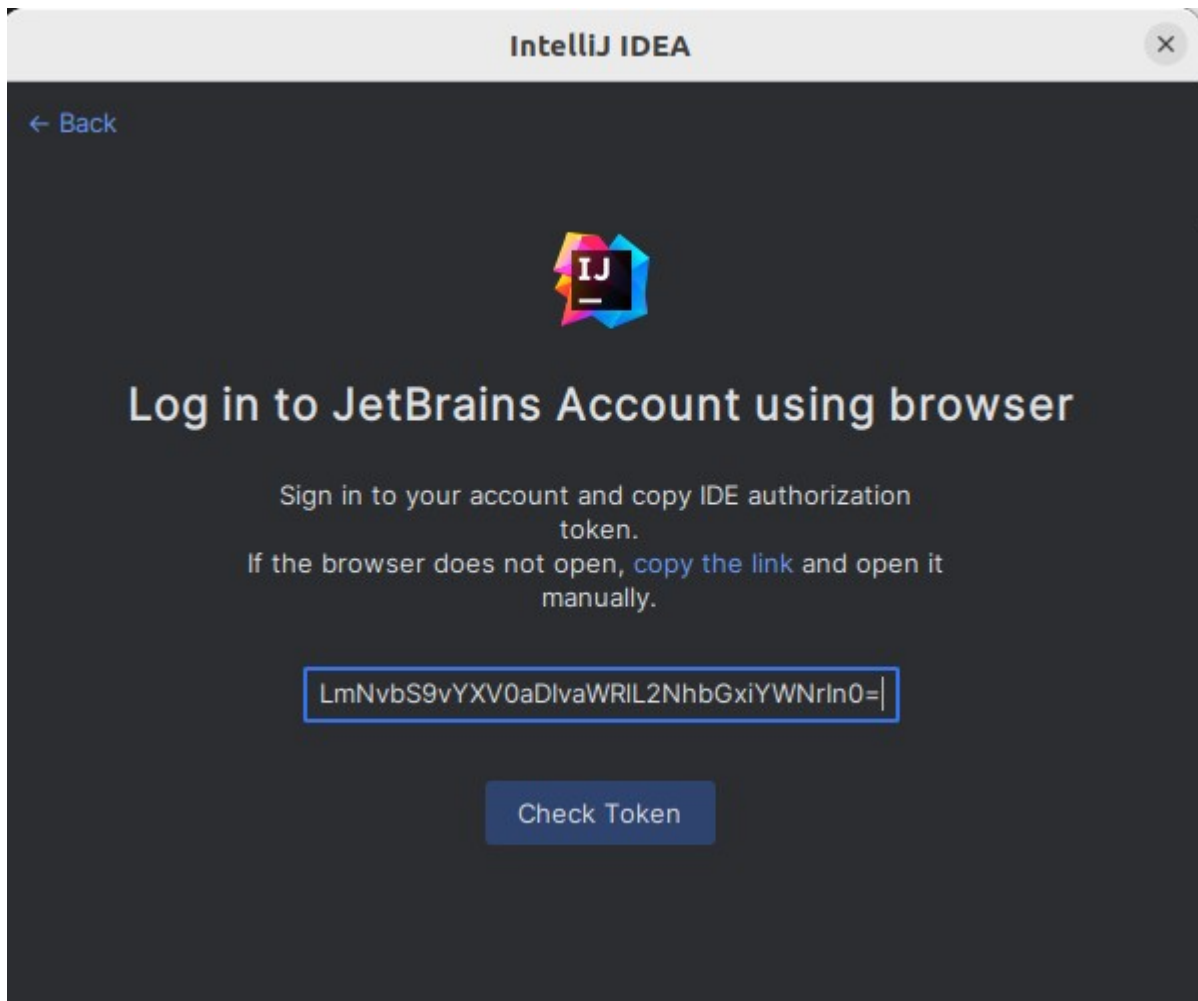 IntelliJ IDEA
← Back
IJ
Log in to JetBrains Account using browser
Sign in to your account and copy IDE authorization
token.
If the browser does not open, copy the link and open it
manually.
LmNvbS9vYXV0aDIvaWRlL2NhbGxiYWNrIn0=
Check Token